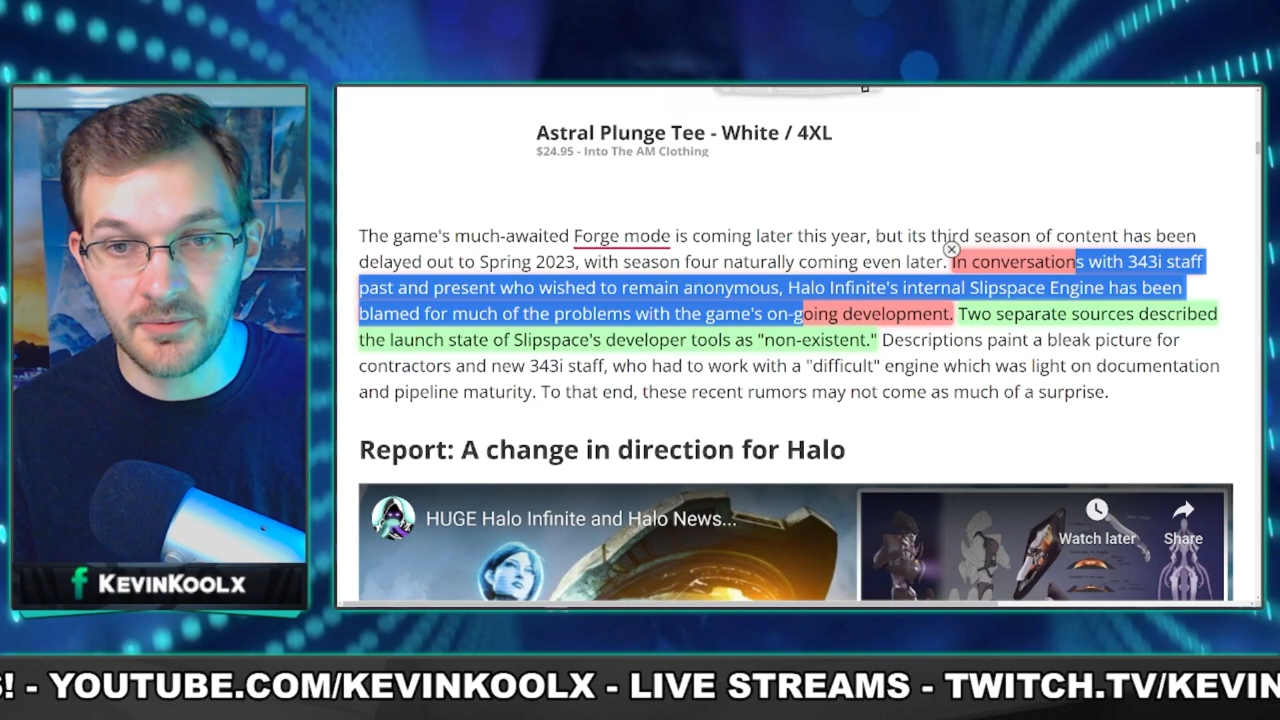 Astral Plunge Tee - White / 4XL
$24.95 - Into The AM Clothing
The game's much-awaited Forge mode is coming later this year, but its third season of content has been
delayed out to Spring 2023, with season four naturally coming even later. In conversations with 343i staff
past and present who wished to remain anonymous, Halo Infinite's internal Slipspace Engine has been
blamed for much of the problems with the game's on-going development. Two separate sources described
the launch state of Slipspace's developer tools as "non-existent." Descriptions paint a bleak picture for
contractors and new 343i staff, who had to work with a "difficult" engine which was light on documentation
and pipeline maturity. To that end, these recent rumors may not come as much of a surprise.
Report: A change in direction for Halo
HUGE Halo Infinite and Halo News...
Watch later
Share
f KEVINKOOLX
! - YOUTUBE.COM/KEVINKOOLX - LIVE STREAMS - TWITCH.TV/KEVIN